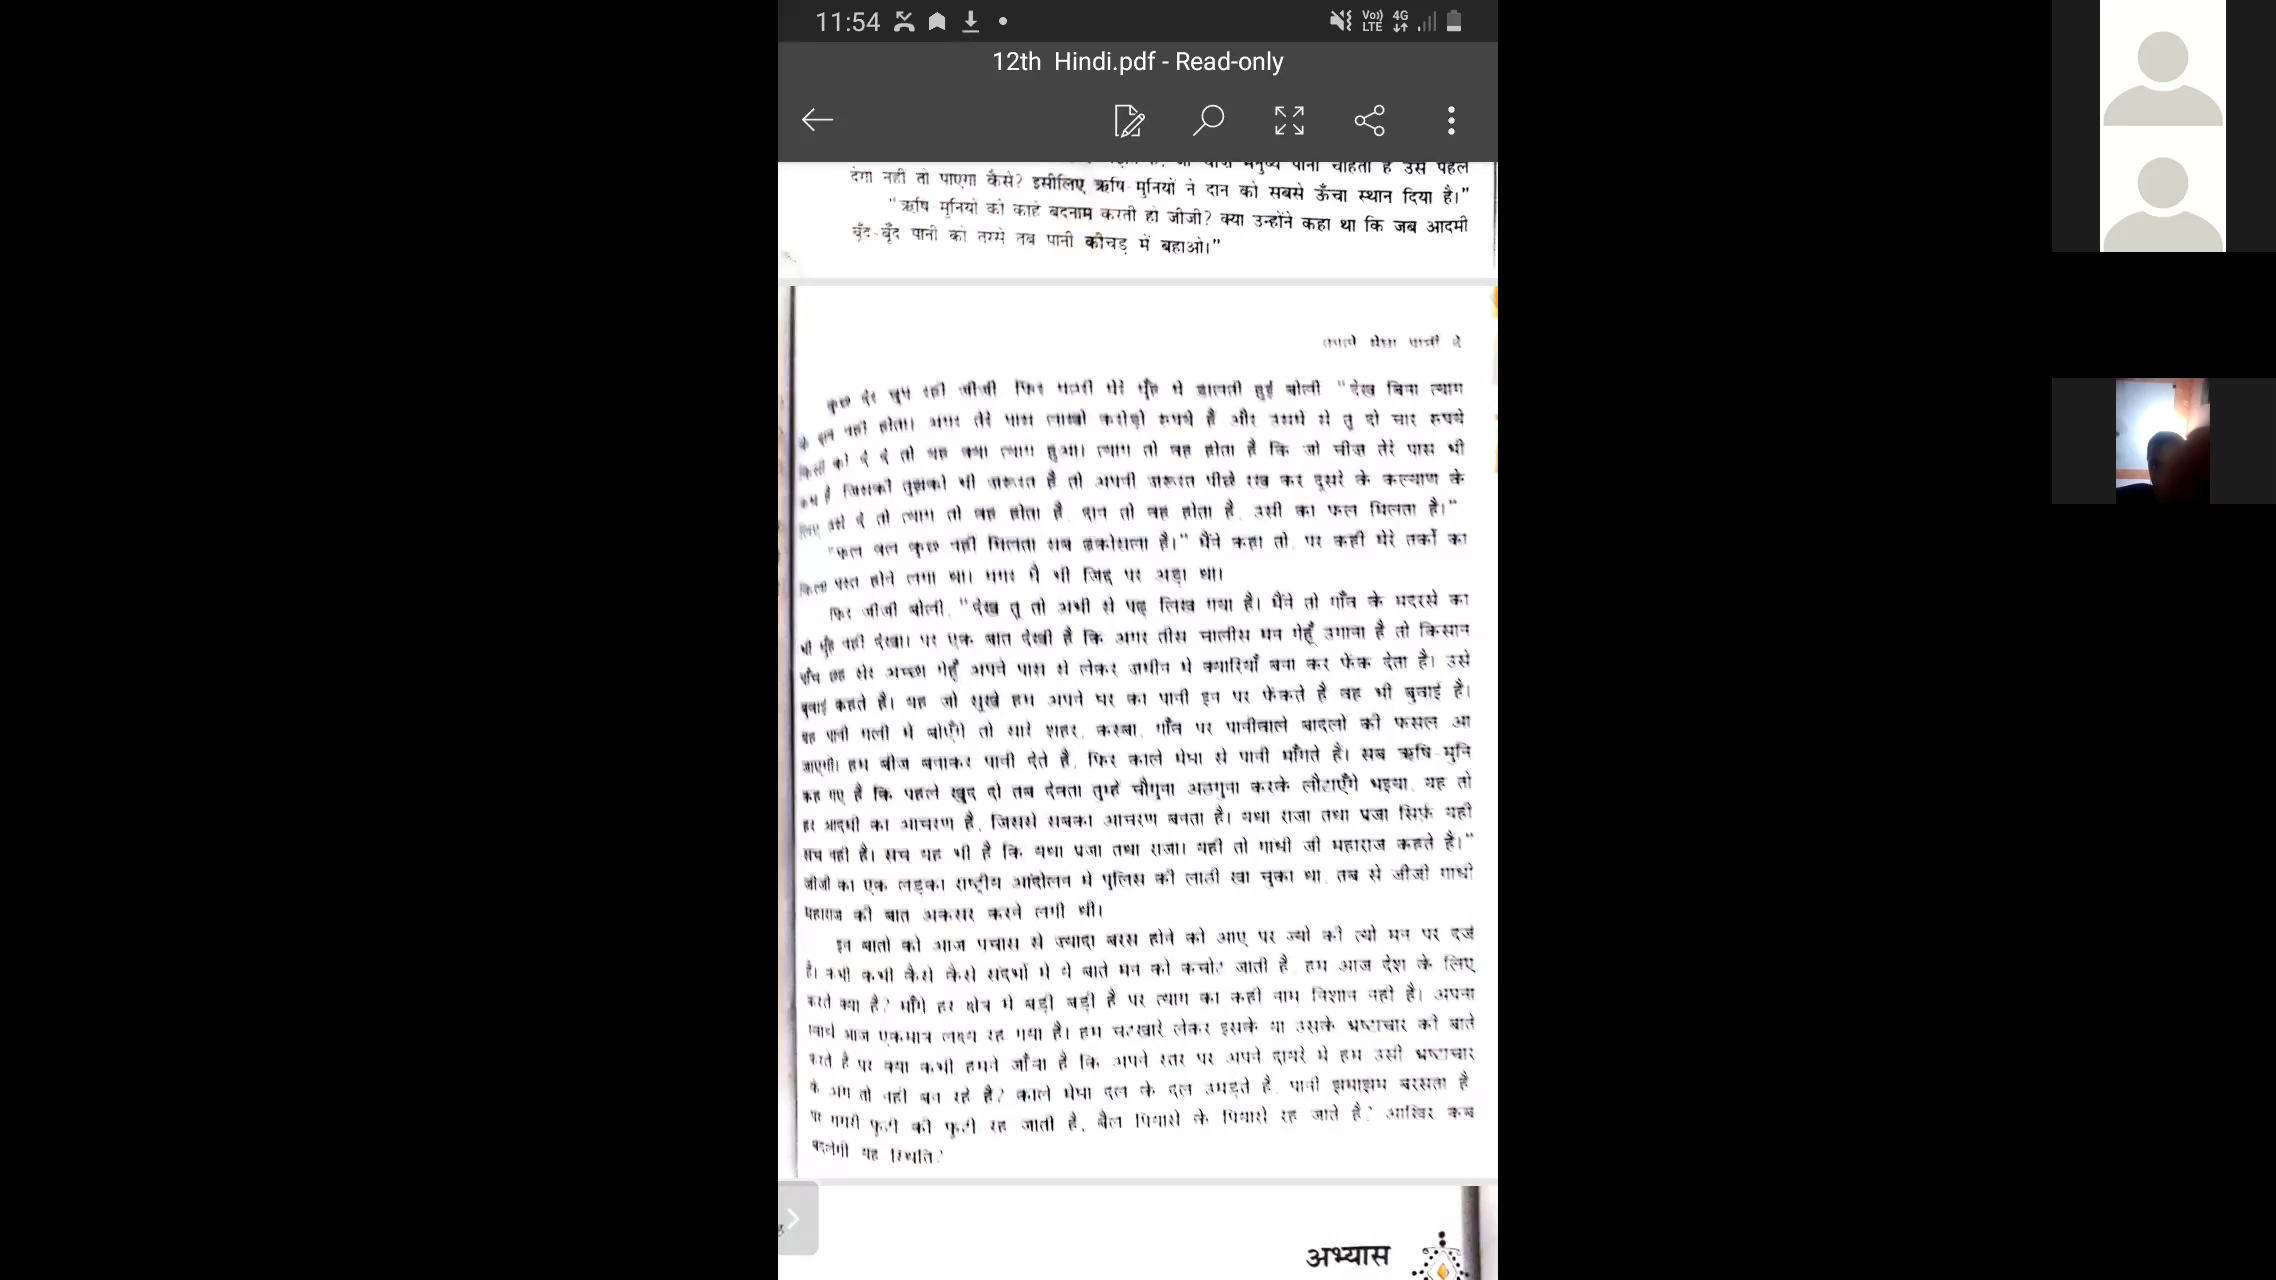 11:54
Vo)) LTE 4G
12th Hindi.pdf - Read-only
मनुष्य पाना चाहता है उसे पहले
देगा नहीं तो पाएगा कैसे? इसीलिए ऋषि-मुनियों ने दान को सबसे ऊँचा स्थान दिया है।”
“ऋषि-मुनियों को काहे बदनाम करती हो जीजी? क्या उन्होंने कहा था कि जब आदमी
बूँद-बूँद पानी को तरसे तब पानी कीचड़ में बहाओ।”
काले मेघा पानी दे
कुछ देर चुप रही जीजी फिर मठरी मेरे मुँह में डालती हुई बोली “देख बिना त्याग
के दान नहीं होता। अगर तेरे पास लाखों करोड़ों रुपये हैं और उसमें से तू दो चार रुपये
किसी को दे दे तो यह क्या त्याग हुआ। त्याग तो वह होता है कि जो चीज़ तेरे पास भी
कम है जिसकी तुझको भी ज़रूरत है तो अपनी ज़रूरत पीछे रख कर दूसरे के कल्याण के
लिए उसे दे तो त्याग तो वह होता है, दान तो वह होता है, उसी का फल मिलता है।”
“फल वल कुछ नहीं मिलता सब ढकोसला है।” मैंने कहा तो, पर कहीं मेरे तर्कों का
किला पस्त होने लगा था। मगर मैं भी जिद्द पर अड़ा था।
फिर जीजी बोली, “देख तू तो अभी से पढ़ लिख गया है। मैंने तो गाँव के मदरसे का
भी मुँह नहीं देखा। पर एक बात देखी है कि अगर तीस चालीस मन गेहूँ उगाना है तो किसान
पाँच छह सेर अच्छा गेहूँ अपने पास से लेकर ज़मीन में क्यारियाँ बना कर फेंक देता है। उसे
बुवाई कहते हैं। यह जो सूखे हम अपने घर का पानी इन पर फेंकते हैं वह भी बुवाई है।
यह पानी गली में बोएँगे तो सारे शहर, कस्बा, गाँव पर पानीवाले बादलों की फसल आ
जाएगी। हम बीज बनाकर पानी देते हैं, फिर काले मेघा से पानी माँगते हैं। सब ऋषि-मुनि
कह गए हैं कि पहले खुद दो तब देवता तुम्हें चौगुना अठगुना करके लौटाएँगे भइया, यह तो
हर आदमी का आचरण है, जिससे सबका आचरण बनता है। यथा राजा तथा प्रजा सिर्फ़ यही
सच नहीं है। सच यह भी है कि यथा प्रजा तथा राजा। यही तो गांधी जी महाराज कहते हैं।”
जीजी का एक लड़का राष्ट्रीय आंदोलन में पुलिस की लाठी खा चुका था, तब से जीजी गांधी
महाराज की बात अकसर करने लगी थीं।
इन बातों को आज पचास से ज़्यादा बरस होने को आए पर ज्यों की त्यों मन पर दर्ज
हैं। कभी कभी कैसे कैसे संदर्भों में ये बातें मन को कचोट जाती हैं, हम आज देश के लिए
करते क्या हैं? माँगें हर क्षेत्र में बड़ी बड़ी हैं पर त्याग का कहीं नाम निशान नहीं है। अपना
स्वार्थ आज एकमात्र लक्ष्य रह गया है। हम चटखारे लेकर इसके या उसके भ्रष्टाचार की बातें
करते हैं पर क्या कभी हमने जाँचा है कि अपने स्तर पर अपने दायरे में हम उसी भ्रष्टाचार
के अंग तो नहीं बन रहे हैं? काले मेघा दल के दल उमड़ते हैं, पानी झमाझम बरसता है
पर गगरी फूटी की फूटी रह जाती है, बैल पियासे के पियासे रह जाते हैं? आखिर कब
बदलेगी यह स्थिति?
अभ्यास